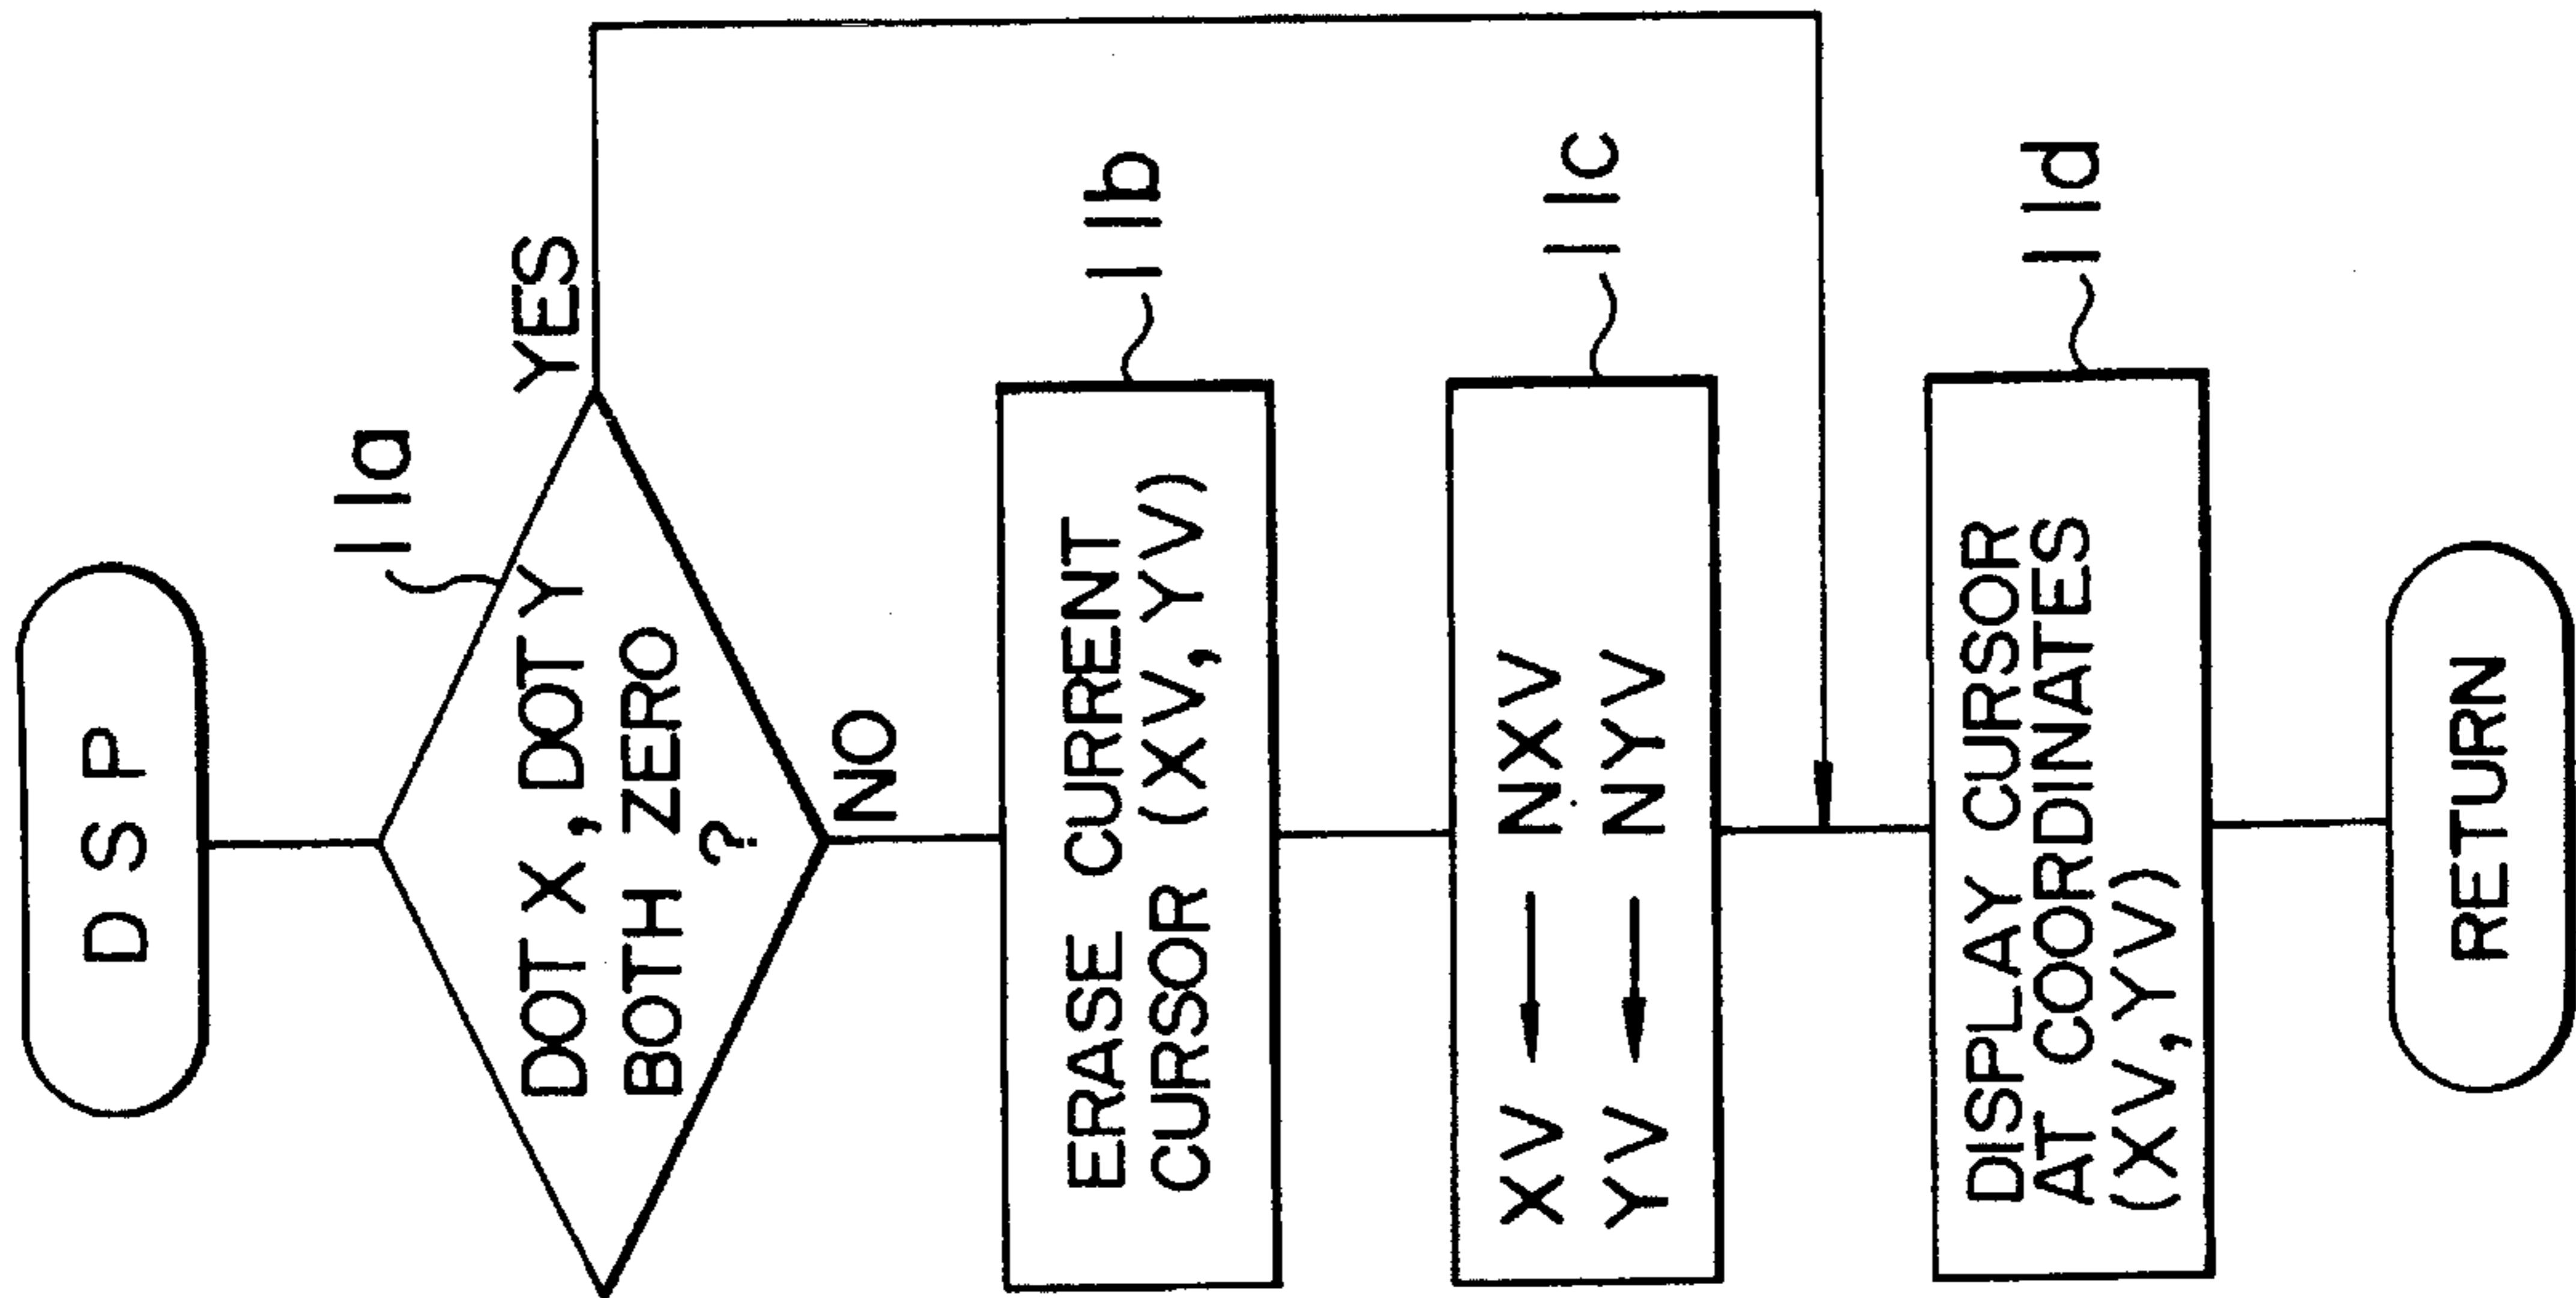 D S P
11a
DOT X, DOT Y
BOTH ZERO
?
YES
NO
11b
ERASE CURRENT
CURSOR (XV, YV)
11c
XV ← NXV
YV ← NYV
11d
DISPLAY CURSOR
AT COORDINATES
(XV, YV)
RETURN